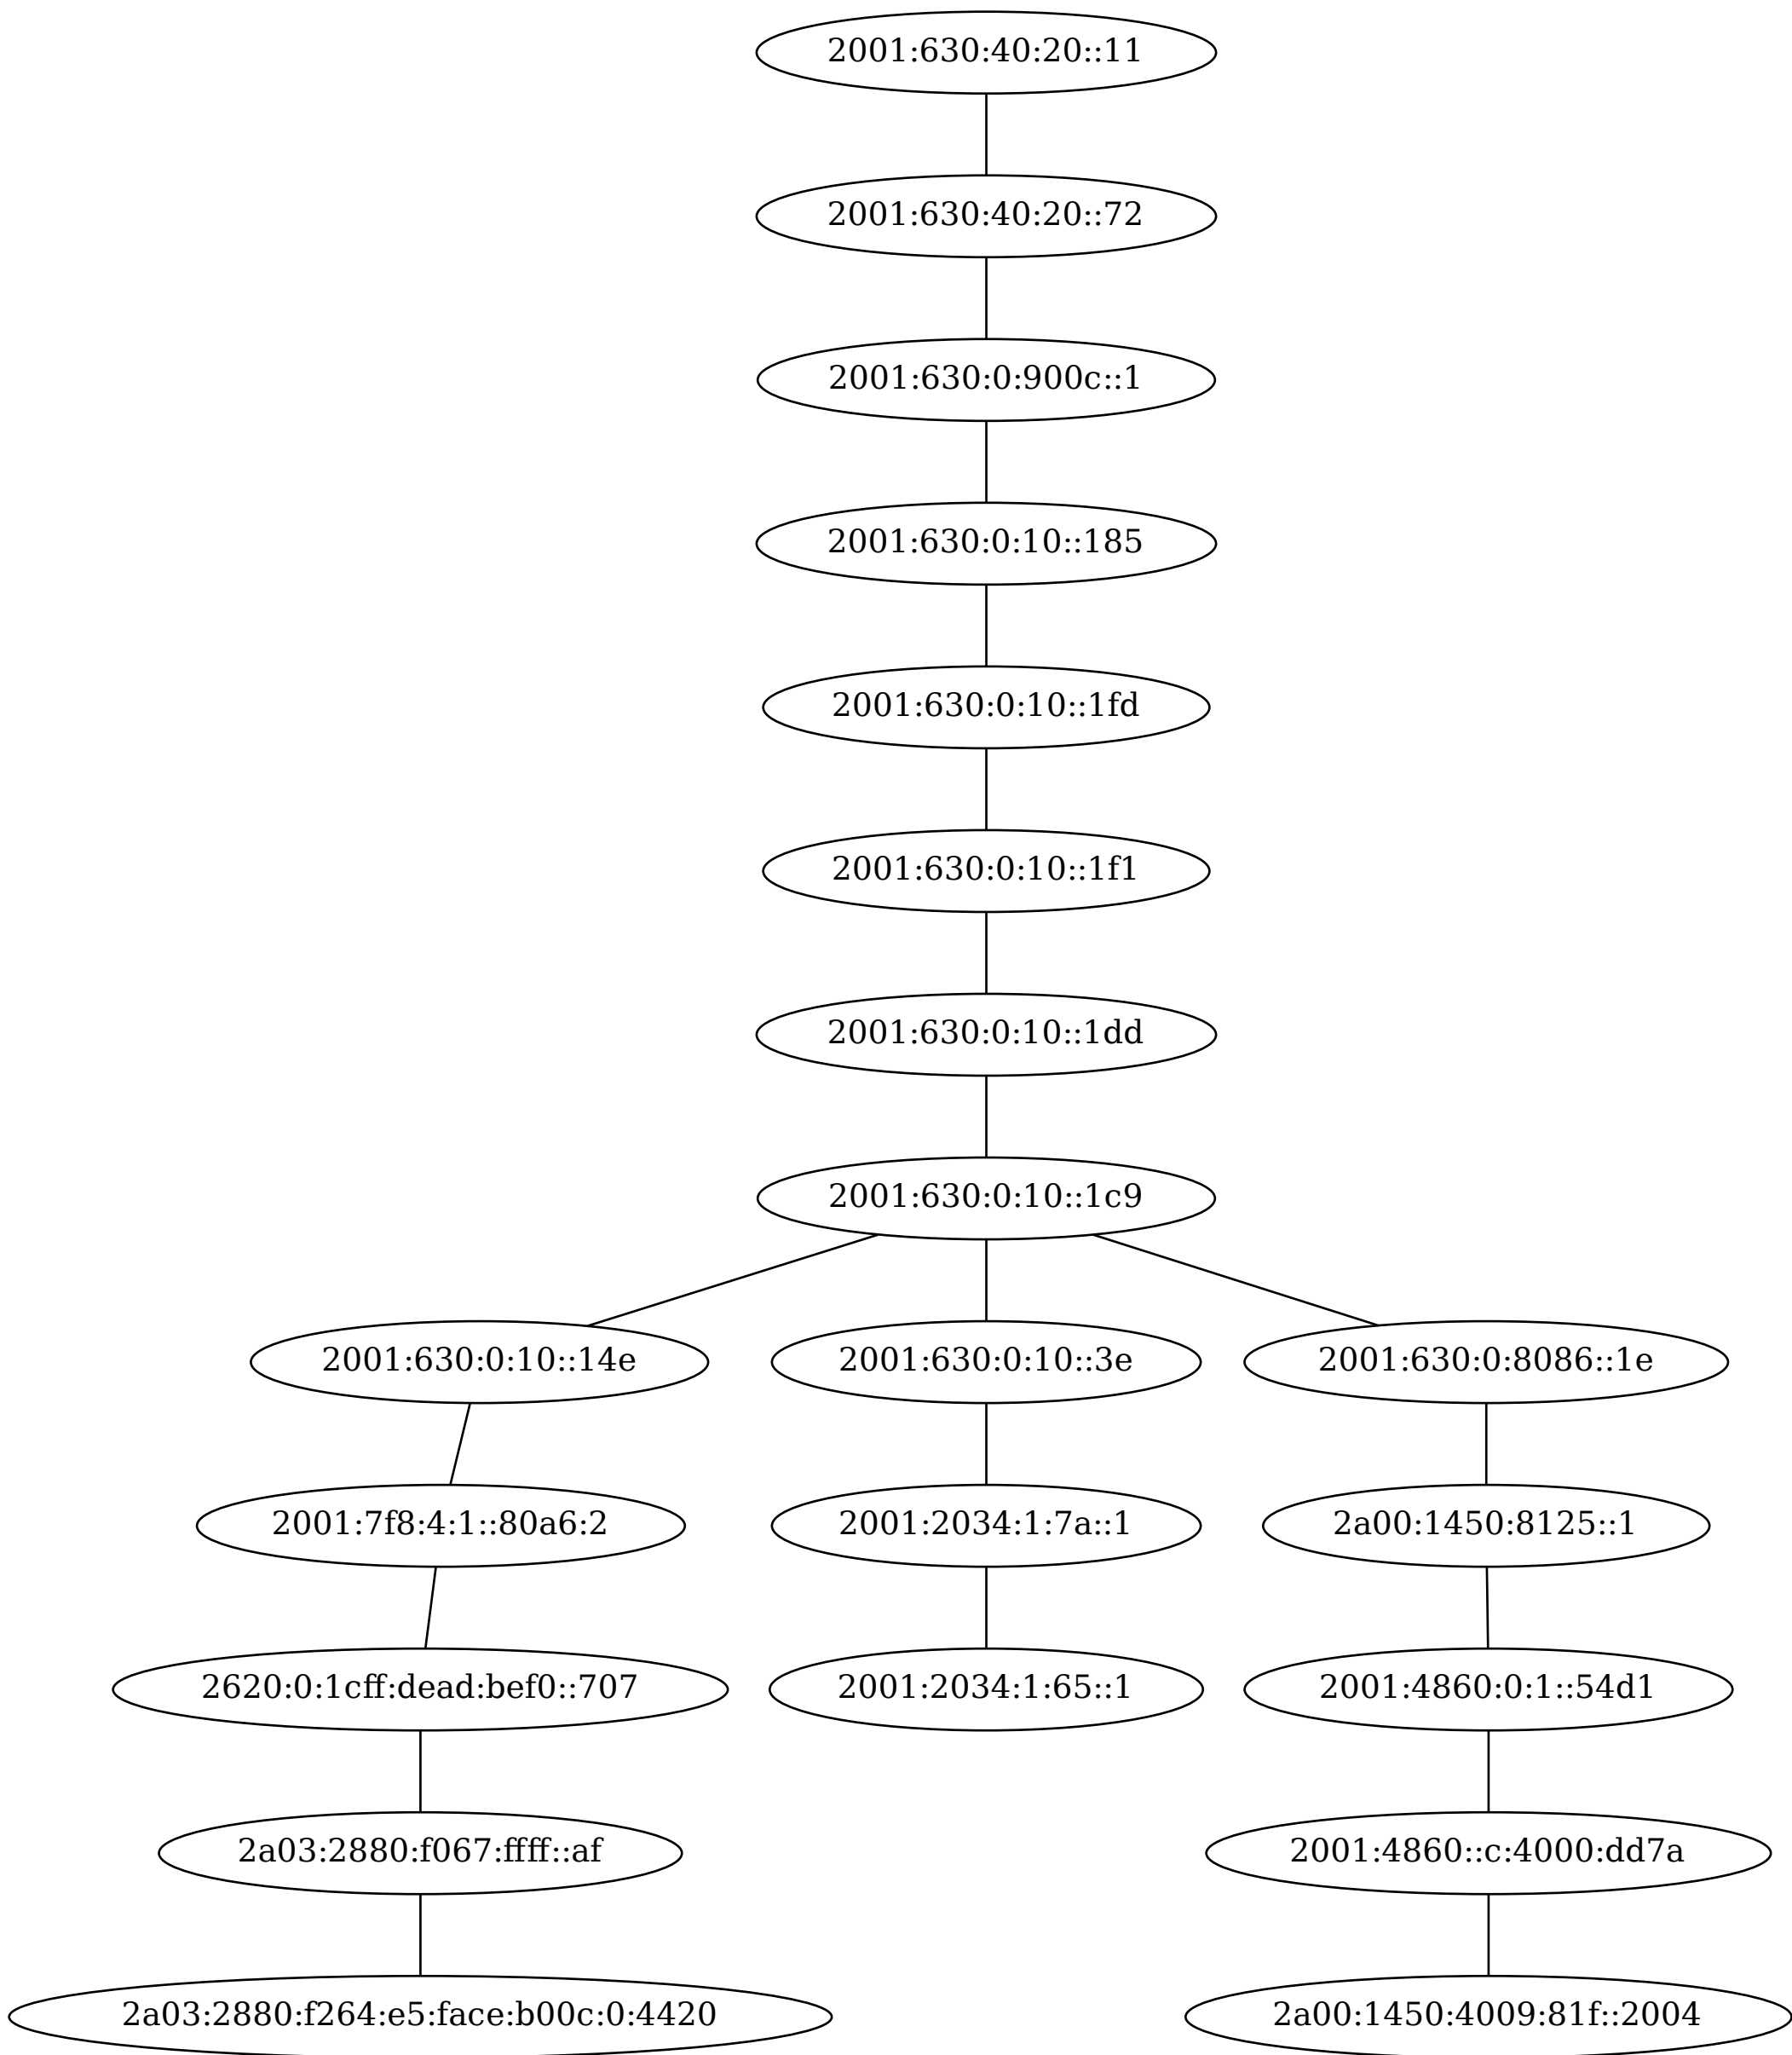 2001:630:40:20::11
2001:630:40:20::72
2001:630:0:900c::1
2001:630:0:10::185
2001:630:0:10::1fd
2001:630:0:10::1f1
2001:630:0:10::1dd
2001:630:0:10::1c9
2001:630:0:10::14e
2001:630:0:10::3e
2001:630:0:8086::1e
2001:7f8:4:1::80a6:2
2001:2034:1:7a::1
2a00:1450:8125::1
2620:0:1cff:dead:bef0::707
2001:2034:1:65::1
2001:4860:0:1::54d1
2a03:2880:f067:ffff::af
2001:4860::c:4000:dd7a
2a03:2880:f264:e5:face:b00c:0:4420
2a00:1450:4009:81f::2004